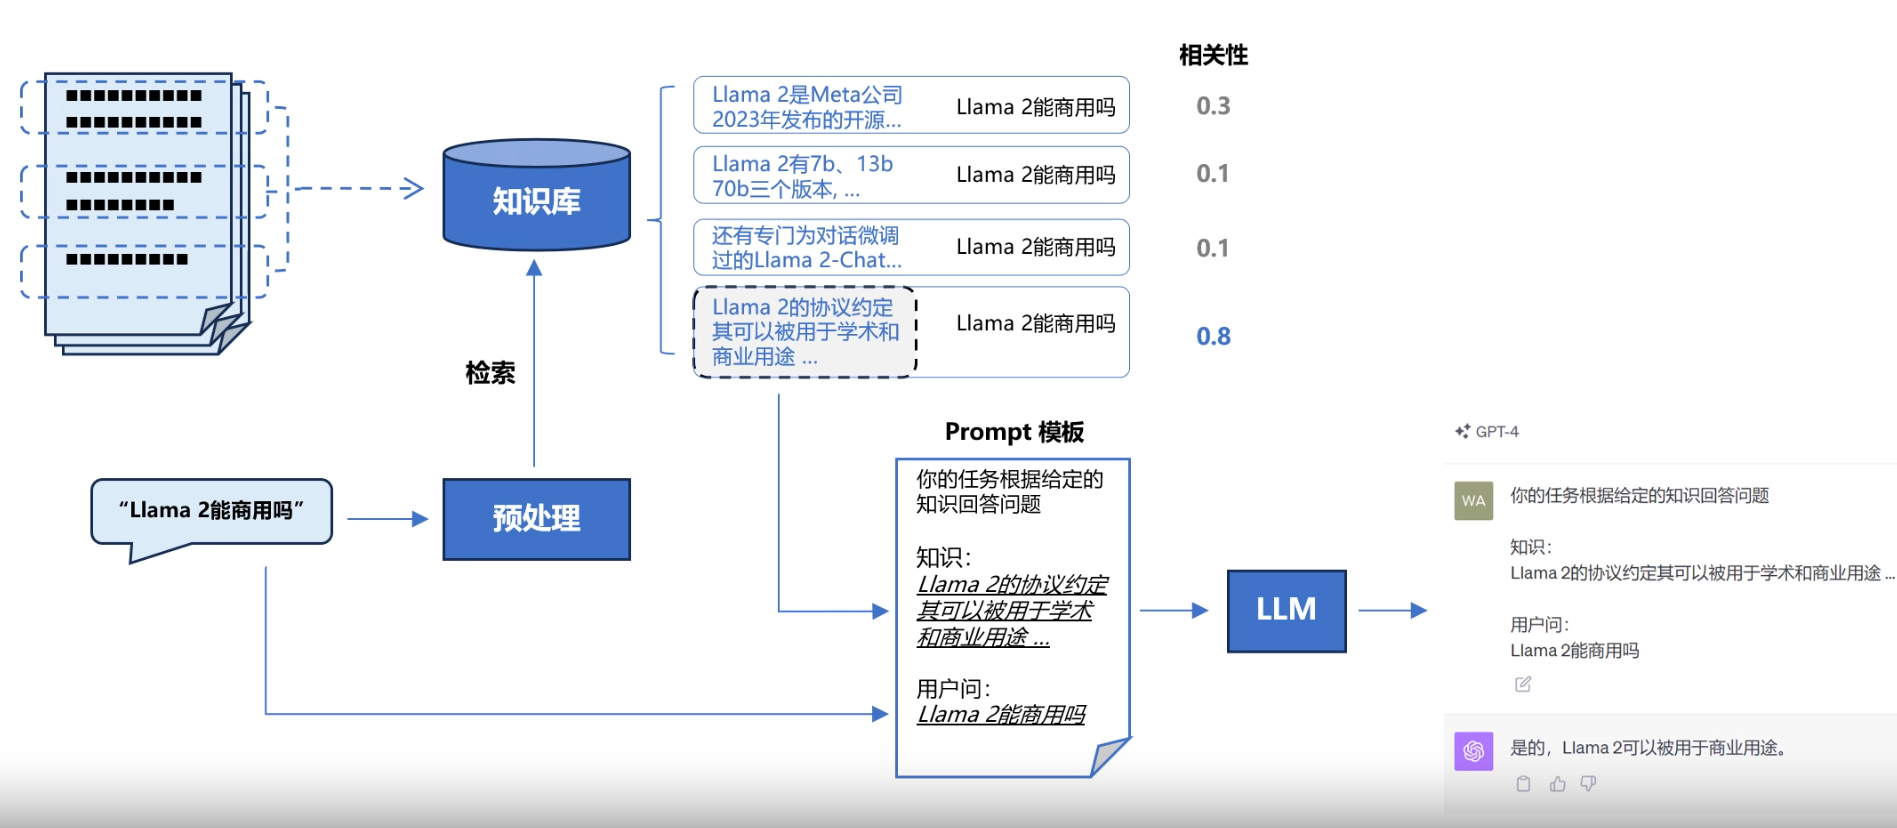 相关性
Llama 2是Meta公司
2023年发布的开源...
Llama 2能商用吗
0.3
Llama 2有7b、13b
70b三个版本, ...
Llama 2能商用吗
0.1
还有专门为对话微调
过的Llama 2-Chat...
Llama 2能商用吗
0.1
Llama 2的协议约定
其可以被用于学术和
商业用途 ...
Llama 2能商用吗
0.8
知识库
检索
“Llama 2能商用吗”
预处理
Prompt 模板
你的任务根据给定的
知识回答问题
知识：
Llama 2的协议约定
其可以被用于学术
和商业用途 ...
用户问：
Llama 2能商用吗
LLM
GPT-4
WA
你的任务根据给定的知识回答问题
知识：
Llama 2的协议约定其可以被用于学术和商业用途 ...
用户问：
Llama 2能商用吗
是的，Llama 2可以被用于商业用途。